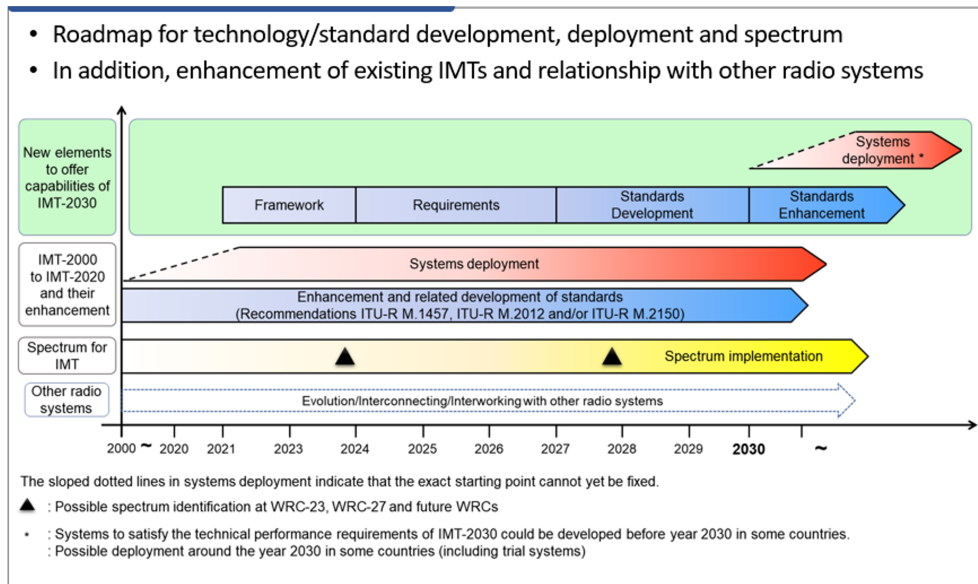 • Roadmap for technology/standard development, deployment and spectrum
• In addition, enhancement of existing IMTs and relationship with other radio systems
New elements
to offer
capabilities of
IMT-2030
Systems
deployment *
Framework
Requirements
Standards
Development
Standards
Enhancement
IMT-2000
to IMT-2020
and their
enhancement
Systems deployment
Enhancement and related development of standards
(Recommendations ITU-R M.1457, ITU-R M.2012 and/or ITU-R M.2150)
Spectrum for
IMT
Spectrum implementation
Other radio
systems
Evolution/Interconnecting/Interworking with other radio systems
2000 ~ 2020 2021 2023 2024 2025 2026 2027 2028 2029 2030 ~
The sloped dotted lines in systems deployment indicate that the exact starting point cannot yet be fixed.
▲ : Possible spectrum identification at WRC-23, WRC-27 and future WRCs
* : Systems to satisfy the technical performance requirements of IMT-2030 could be developed before year 2030 in some countries.
: Possible deployment around the year 2030 in some countries (including trial systems)